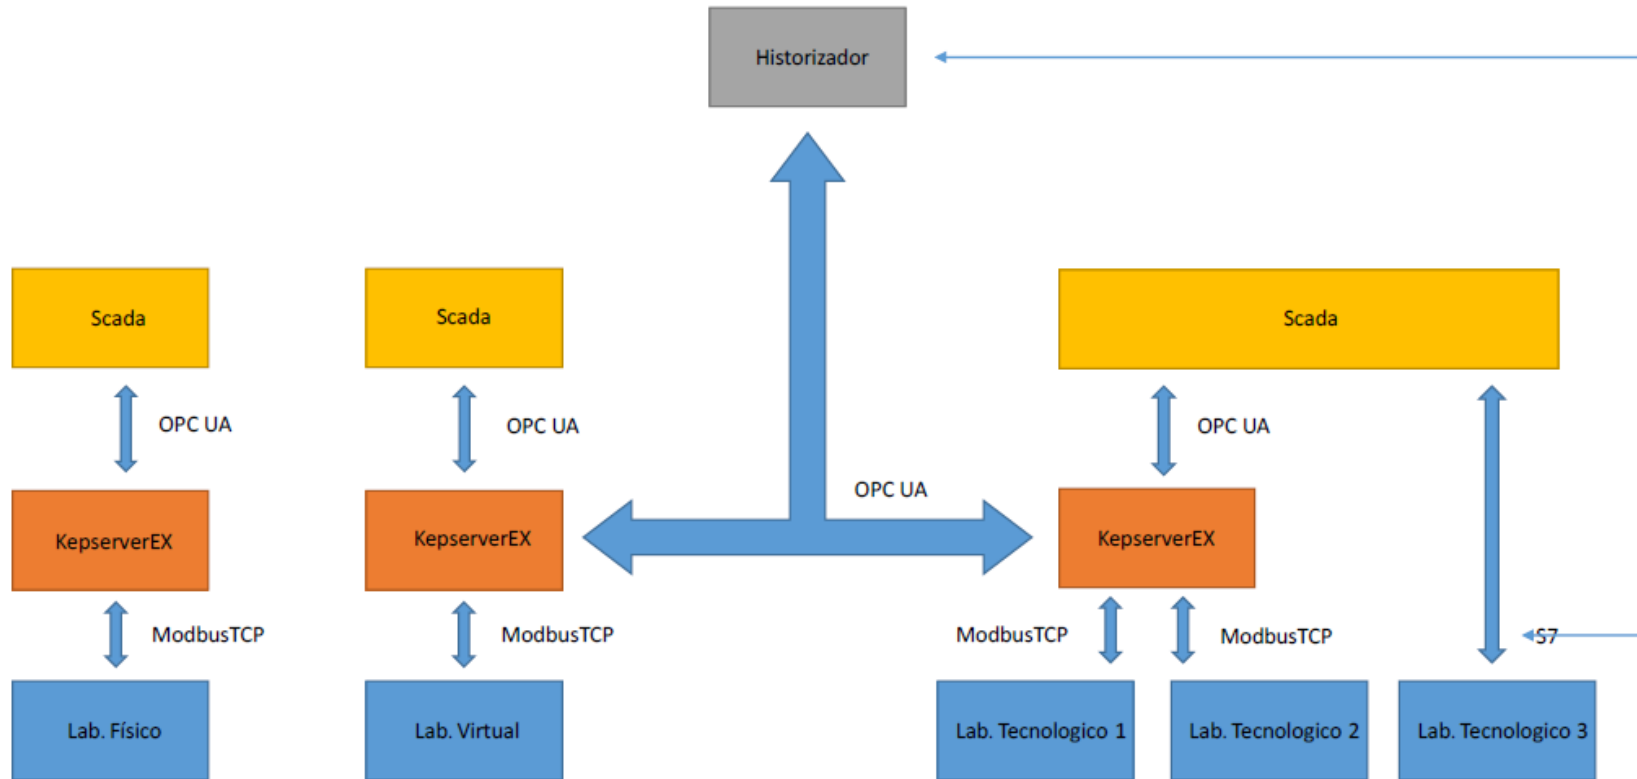 Historizador
Scada
Scada
Scada
OPC UA
OPC UA
OPC UA
OPC UA
KepserverEX
KepserverEX
KepserverEX
ModbusTCP
ModbusTCP
ModbusTCP
ModbusTCP
S7
Lab. Físico
Lab. Virtual
Lab. Tecnologico 1
Lab. Tecnologico 2
Lab. Tecnologico 3